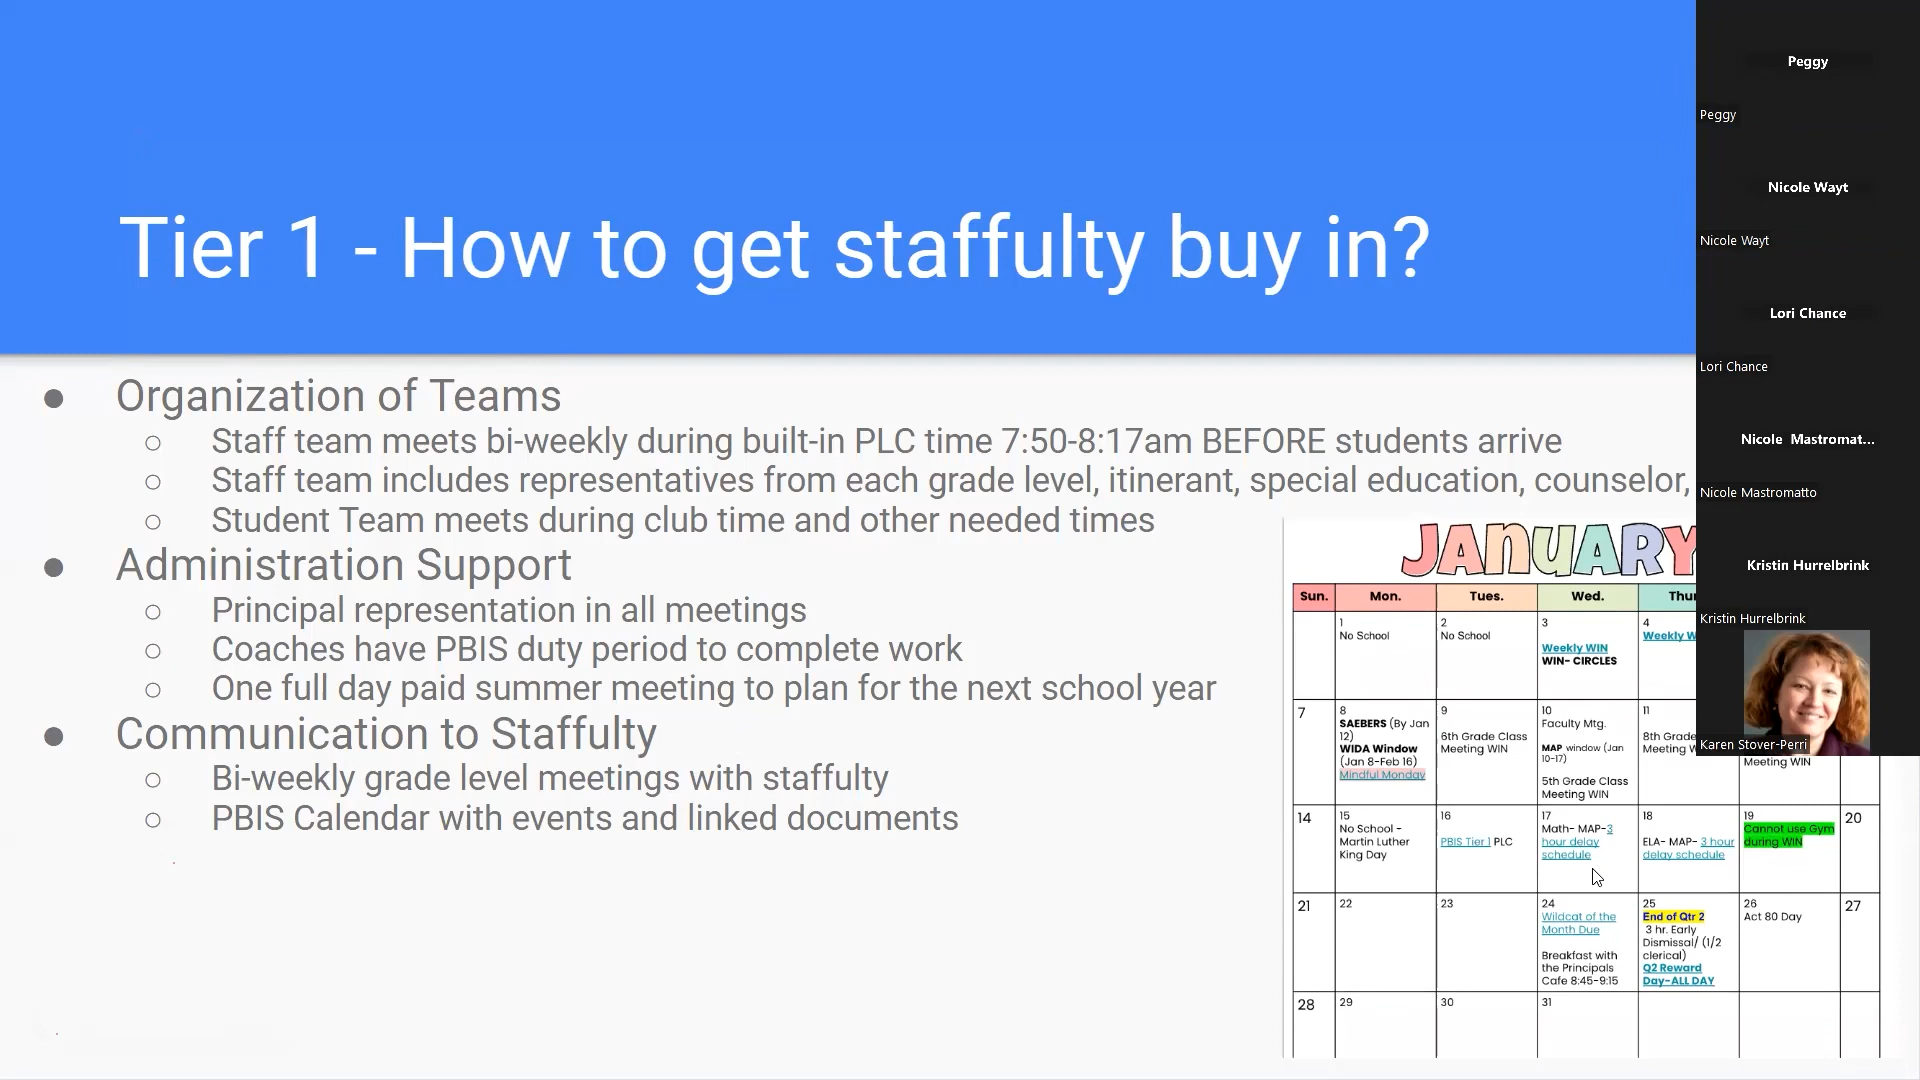 Tier 1 - How to get staffulty buy in?
● Organization of Teams
○ Staff team meets bi-weekly during built-in PLC time 7:50-8:17am BEFORE students arrive
○ Staff team includes representatives from each grade level, itinerant, special education, counselor,
○ Student Team meets during club time and other needed times
● Administration Support
○ Principal representation in all meetings
○ Coaches have PBIS duty period to complete work
○ One full day paid summer meeting to plan for the next school year
● Communication to Staffulty
○ Bi-weekly grade level meetings with staffulty
○ PBIS Calendar with events and linked documents
JANUARY
Sun. Mon. Tues. Wed. Thur
1
No School
2
No School
3
Weekly WIN
WIN- CIRCLES
4
Weekly W
7
8
SAEBERS (By Jan
12)
WIDA Window
(Jan 8-Feb 16)
Mindful Monday
9
6th Grade Class
Meeting WIN
10
Faculty Mtg.
MAP window (Jan
10-17)
5th Grade Class
Meeting WIN
11
8th Grade
Meeting W
Meeting WIN
14
15
No School -
Martin Luther
King Day
16
PBIS Tier 1 PLC
17
Math- MAP-3
hour delay
schedule
18
ELA- MAP- 3 hour
delay schedule
19
Cannot use Gym
during WIN
20
21
22
23
24
Wildcat of the
Month Due
Breakfast with
the Principals
Cafe 8:45-9:15
25
End of Qtr 2
3 hr. Early
Dismissal/ (1/2
clerical)
Q2 Reward
Day-ALL DAY
26
Act 80 Day
27
28
29
30
31
Peggy
Peggy
Nicole Wayt
Nicole Wayt
Lori Chance
Lori Chance
Nicole Mastromat...
Nicole Mastromatto
Kristin Hurrelbrink
Kristin Hurrelbrink
Karen Stover-Perri